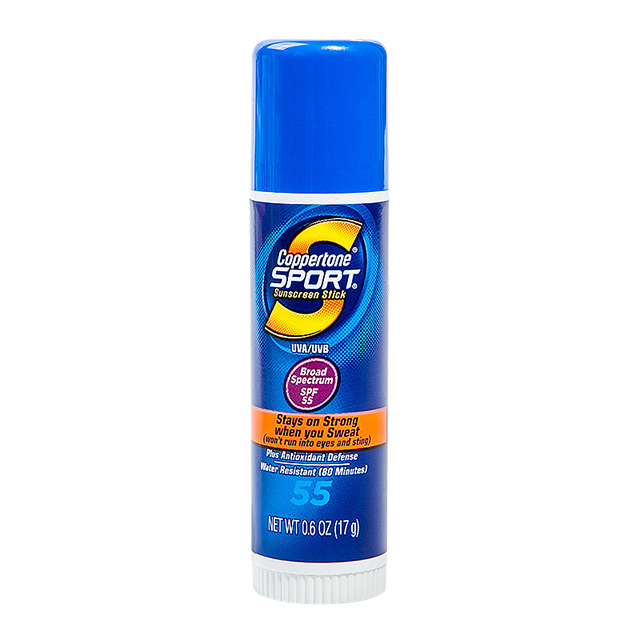 Coppertone®
SPORT®
Sunscreen Stick
UVA/UVB
Broad
Spectrum
SPF
55
Stays on Strong
when you Sweat
(won't run into eyes and sting)
Plus Antioxidant Defense
Water Resistant (80 Minutes)
55
NET WT 0.6 OZ (17 g)